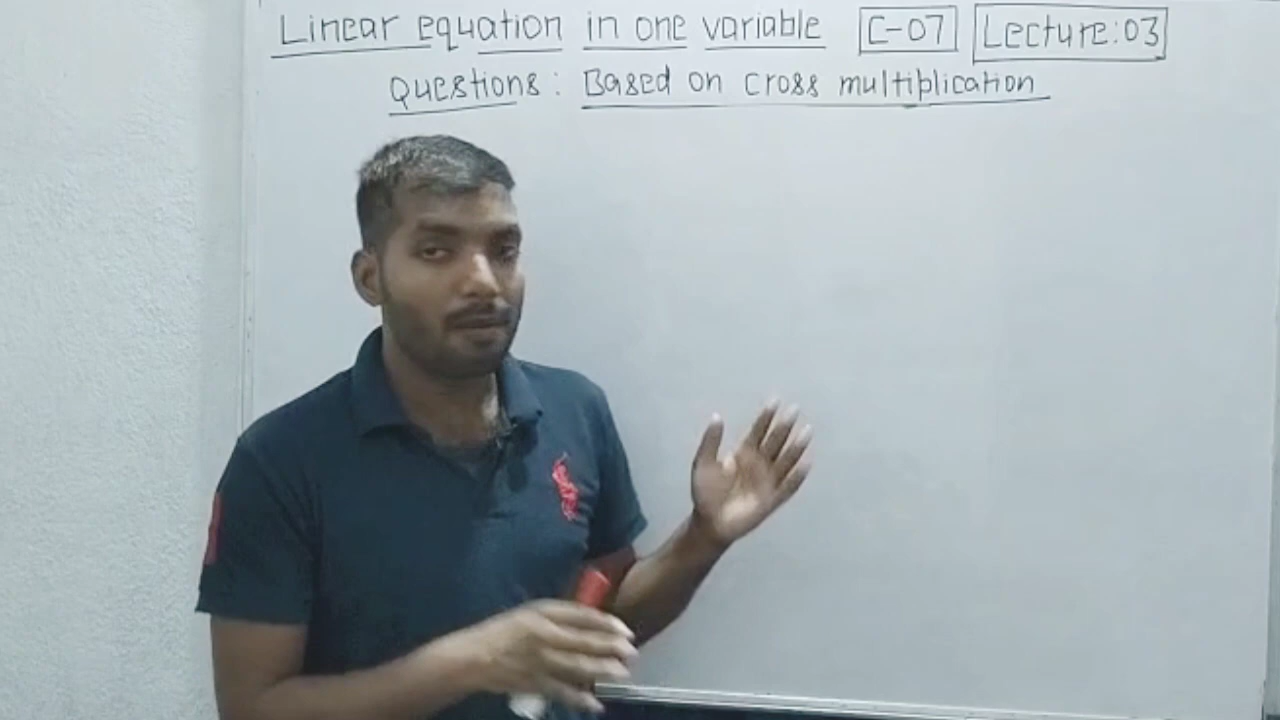 Linear equation in one variable C-07 Lecture:03
Questions: Based on cross multiplication